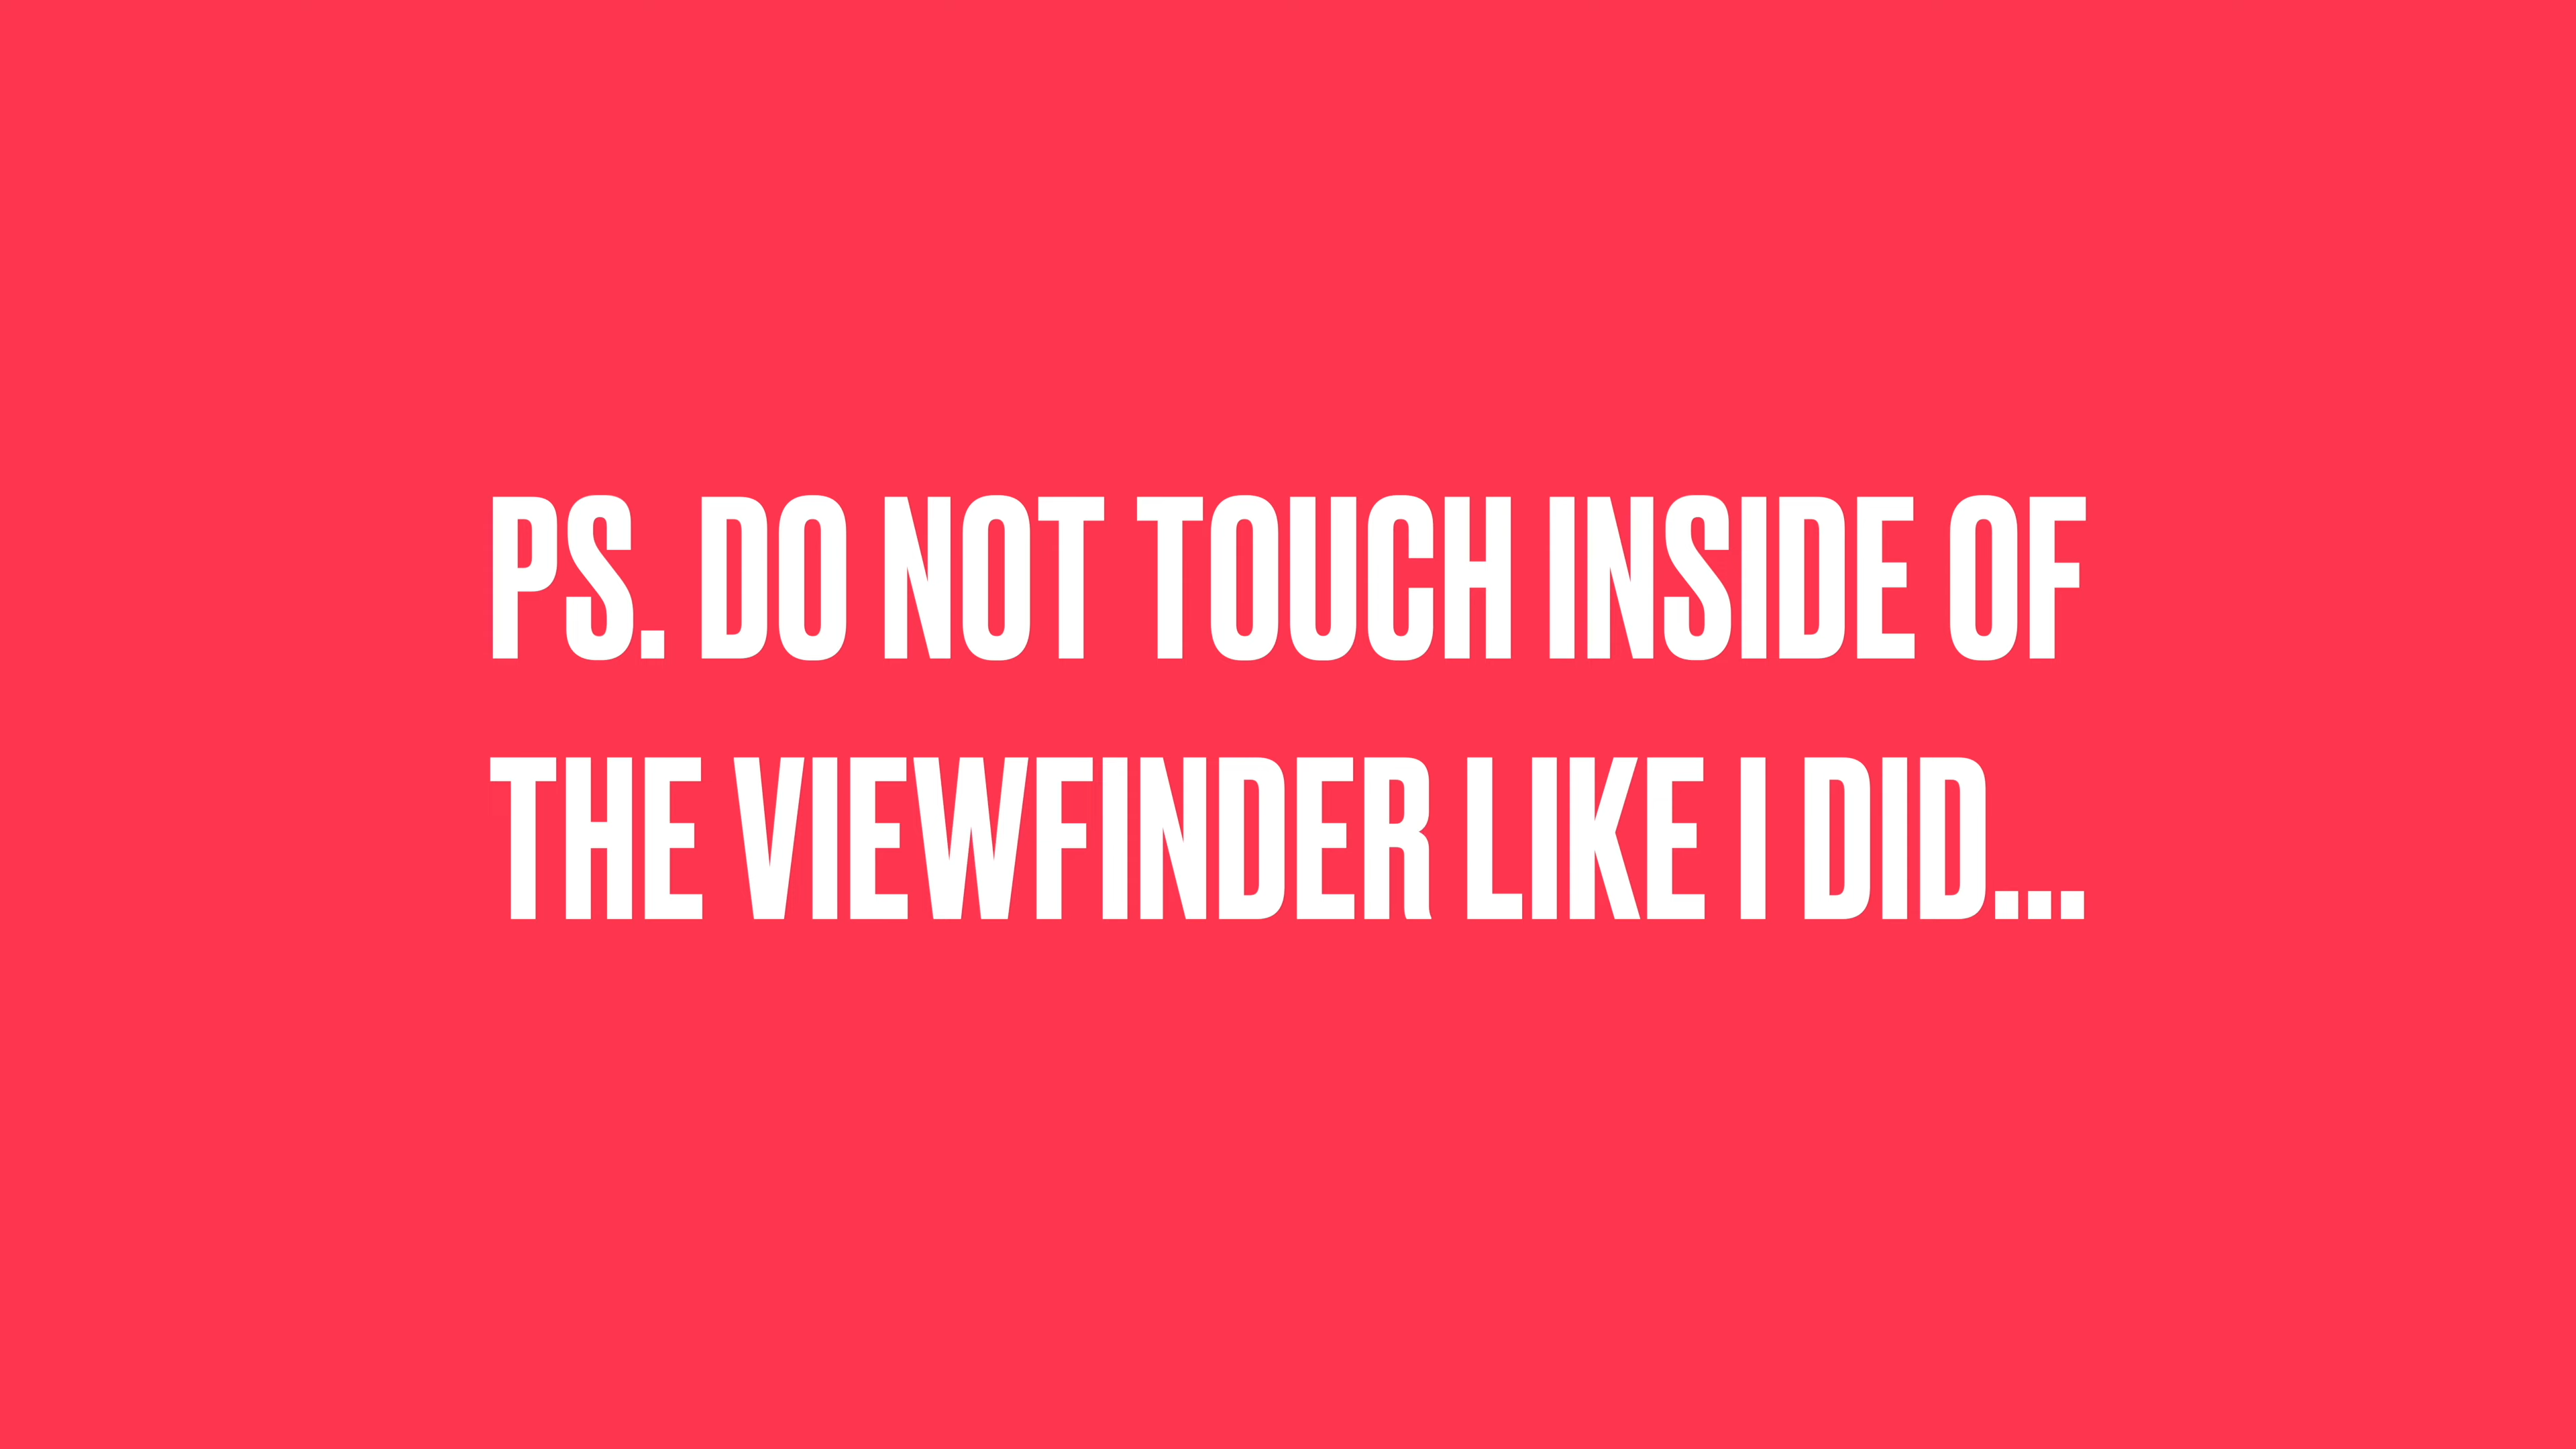 PS. DO NOT TOUCH INSIDE OF
THE VIEWFINDER LIKE I DID...